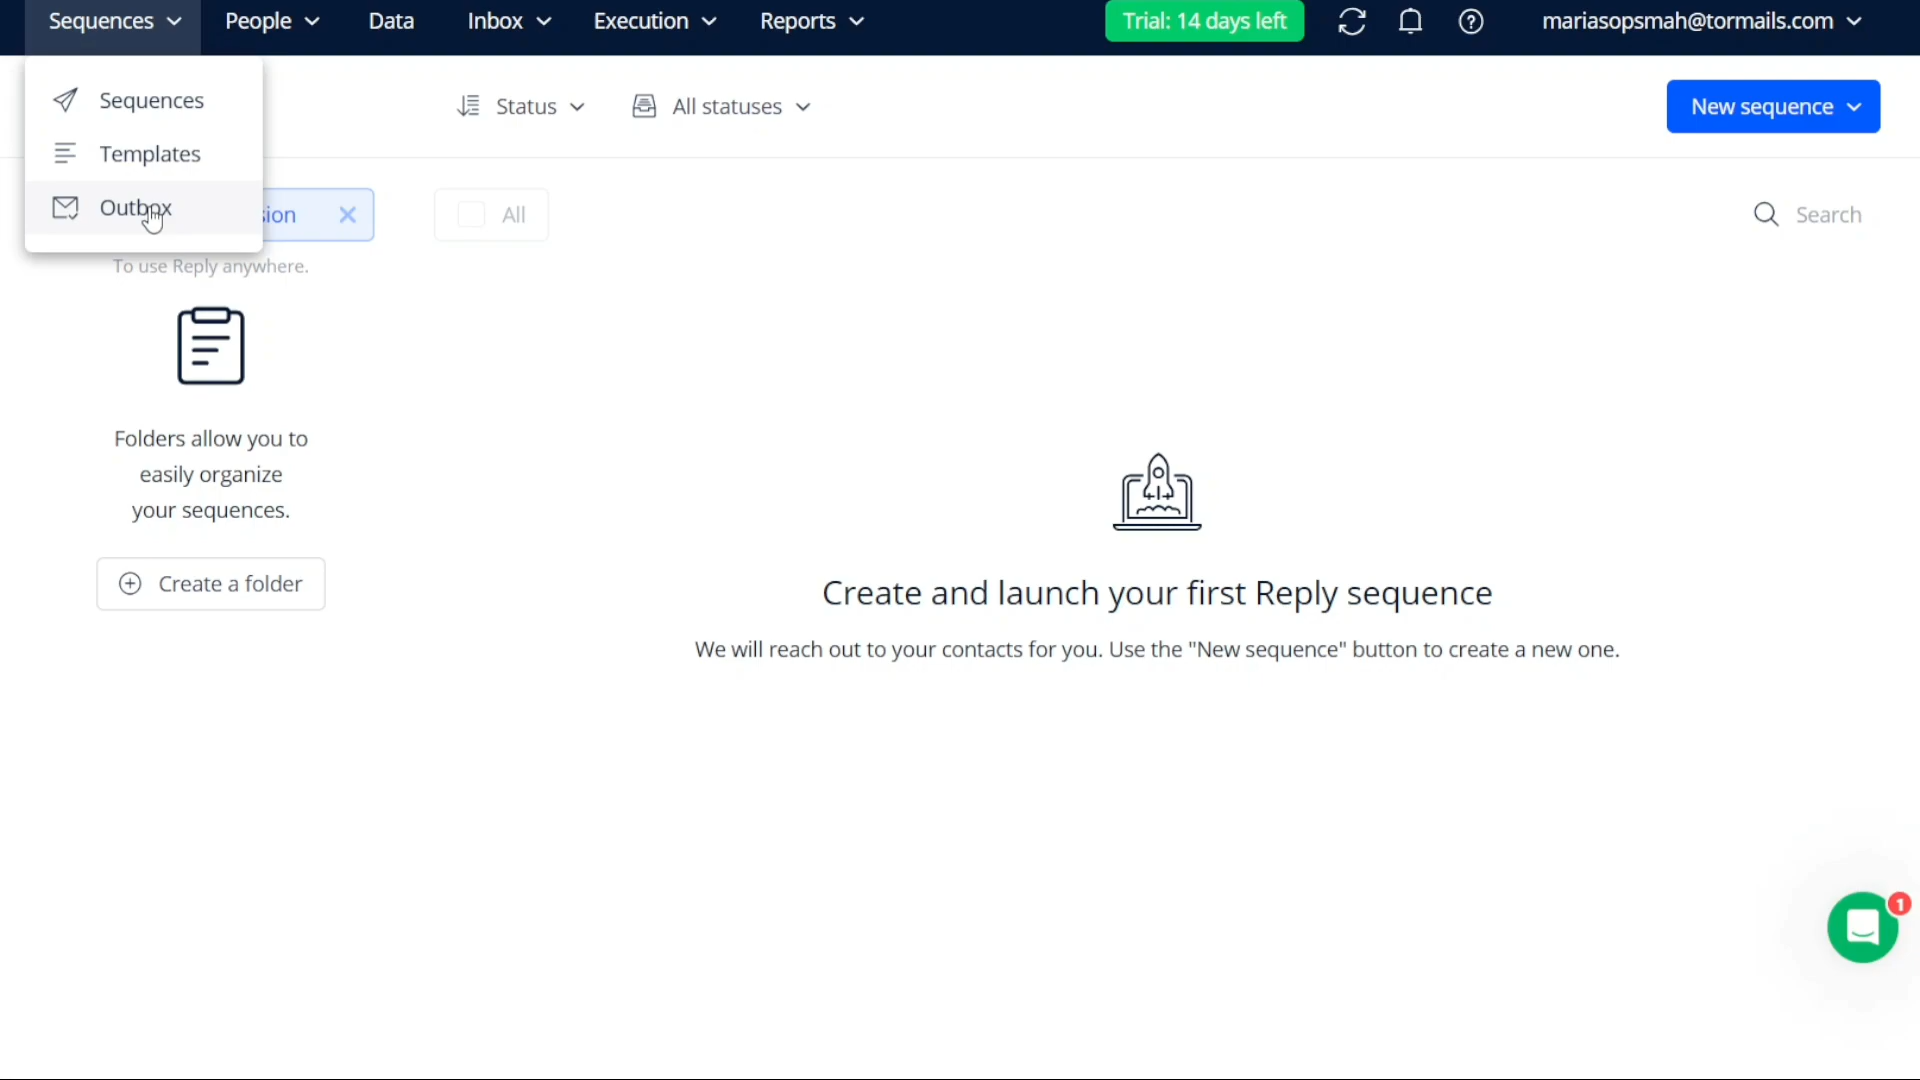 Sequences People Data Inbox Execution Reports Trial: 14 days left mariasopsmah@tormails.com
Sequences
Status All statuses New sequence
Templates
Outbox
sion All Search
To use Reply anywhere.
Folders allow you to
easily organize
your sequences.
Create a folder
Create and launch your first Reply sequence
We will reach out to your contacts for you. Use the "New sequence" button to create a new one.
1